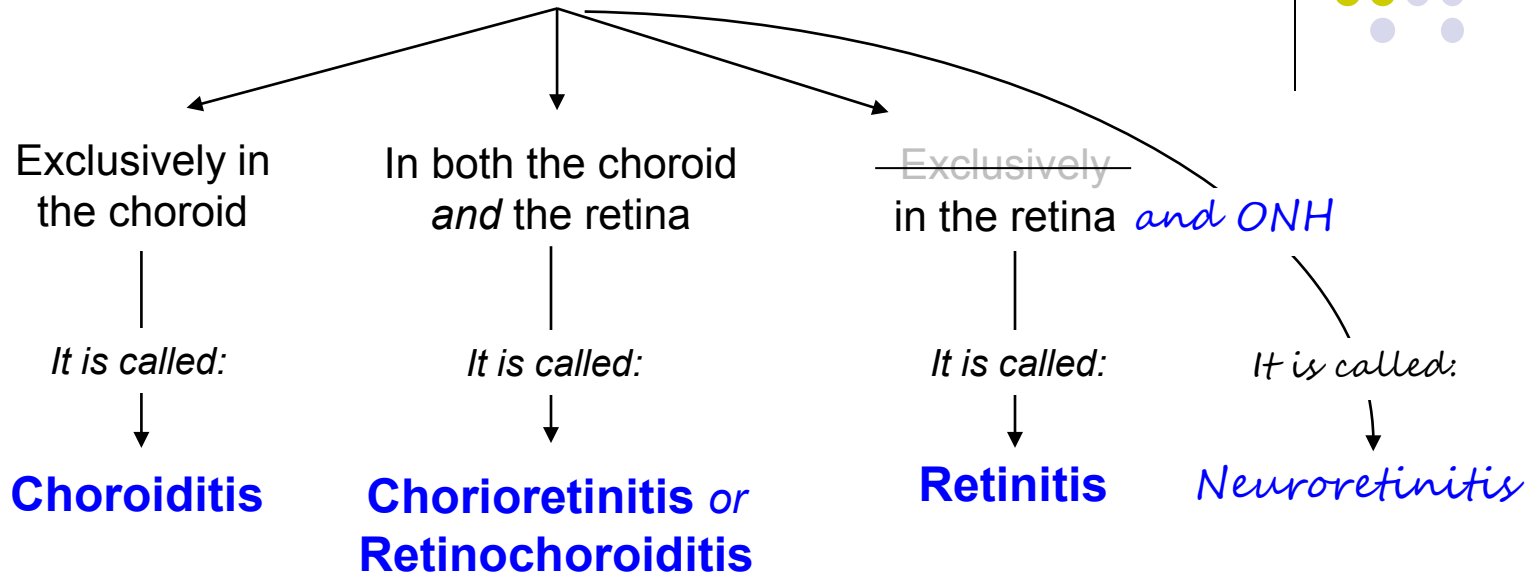 Exclusively in
the choroid
In both the choroid
and the retina
Exclusively
in the retina and ONH
It is called:
It is called:
It is called:
It is called:
Choroiditis
Chorioretinitis or
Retinochoroiditis
Retinitis
Neuroretinitis